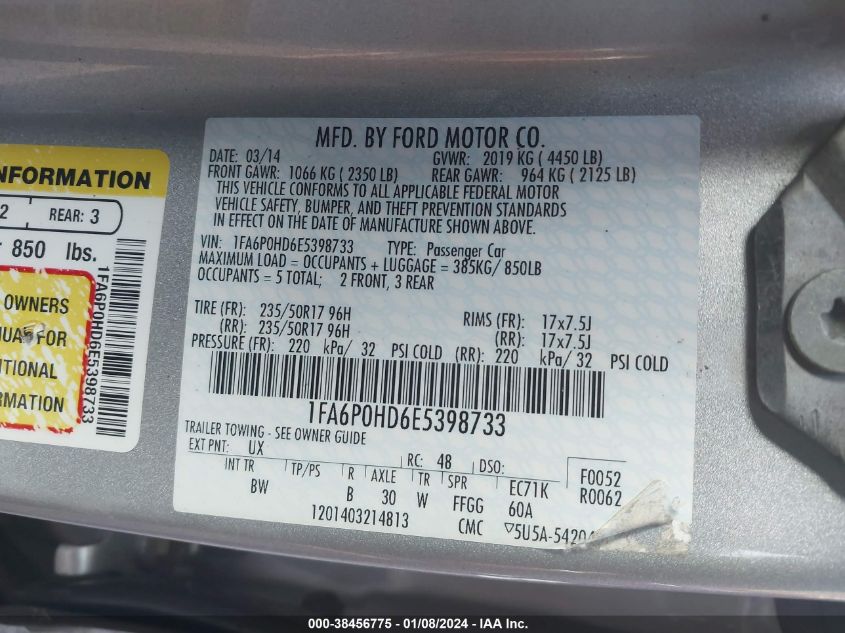 NFORMATION
2 REAR: 3
850 lbs.
OWNERS
FOR
ITIONAL
RMATION
1FA6P0HD6E5398733
MFD. BY FORD MOTOR CO.
DATE: 03/14 GVWR: 2019 KG ( 4450 LB)
FRONT GAWR: 1066 KG ( 2350 LB) REAR GAWR: 964 KG ( 2125 LB)
THIS VEHICLE CONFORMS TO ALL APPLICABLE FEDERAL MOTOR
VEHICLE SAFETY, BUMPER, AND THEFT PREVENTION STANDARDS
IN EFFECT ON THE DATE OF MANUFACTURE SHOWN ABOVE.
VIN: 1FA6P0HD6E5398733 TYPE: Passenger Car
MAXIMUM LOAD = OCCUPANTS + LUGGAGE = 385KG/ 850LB
OCCUPANTS = 5 TOTAL; 2 FRONT, 3 REAR
TIRE (FR): 235/50R17 96H RIMS (FR): 17x7.5J
(RR): 235/50R17 96H (RR): 17x7.5J
PRESSURE (FR): 220 kPa/ 32 PSI COLD (RR): 220 kPa/ 32 PSI COLD
1FA6P0HD6E5398733
TRAILER TOWING - SEE OWNER GUIDE
EXT PNT: UX RC: 48 DSO: F0052
INT TR TP/PS R AXLE TR SPR EC71K R0062
BW B 30 W FFGG 60A
1201403214813 CMC ▽5U5A-5420
000-38456775 - 01/08/2024 - IAA Inc.